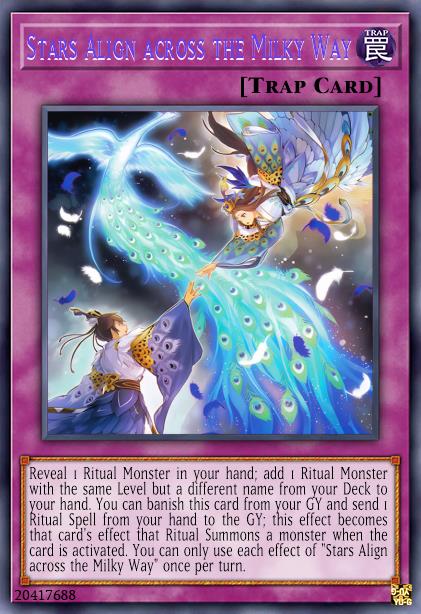 Stars Align across the Milky Way
TRAP
罠
[Trap Card]
Reveal 1 Ritual Monster in your hand; add 1 Ritual Monster
with the same Level but a different name from your Deck to
your hand. You can banish this card from your GY and send 1
Ritual Spell from your hand to the GY; this effect becomes
that card's effect that Ritual Summons a monster when the
card is activated. You can only use each effect of "Stars Align
across the Milky Way" once per turn.
20417688